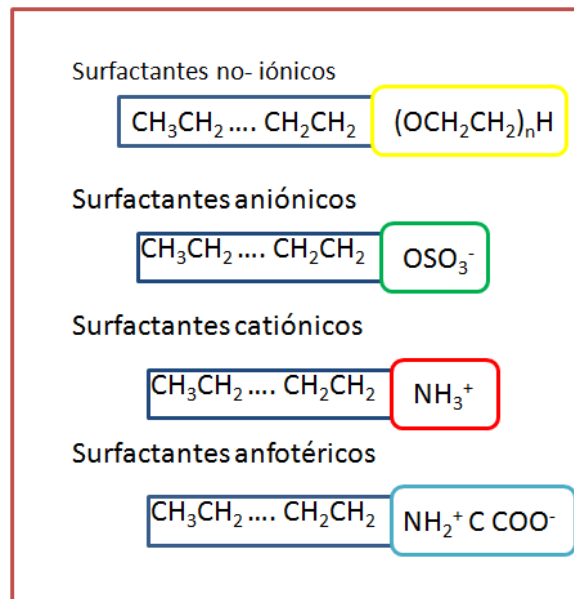 Surfactantes no- iónicos
CH₃CH₂ .... CH₂CH₂ (OCH₂CH₂)ₙH
Surfactantes aniónicos
CH₃CH₂ .... CH₂CH₂ OSO₃⁻
Surfactantes catiónicos
CH₃CH₂ .... CH₂CH₂ NH₃⁺
Surfactantes anfotéricos
CH₃CH₂ .... CH₂CH₂ NH₂⁺ C COO⁻